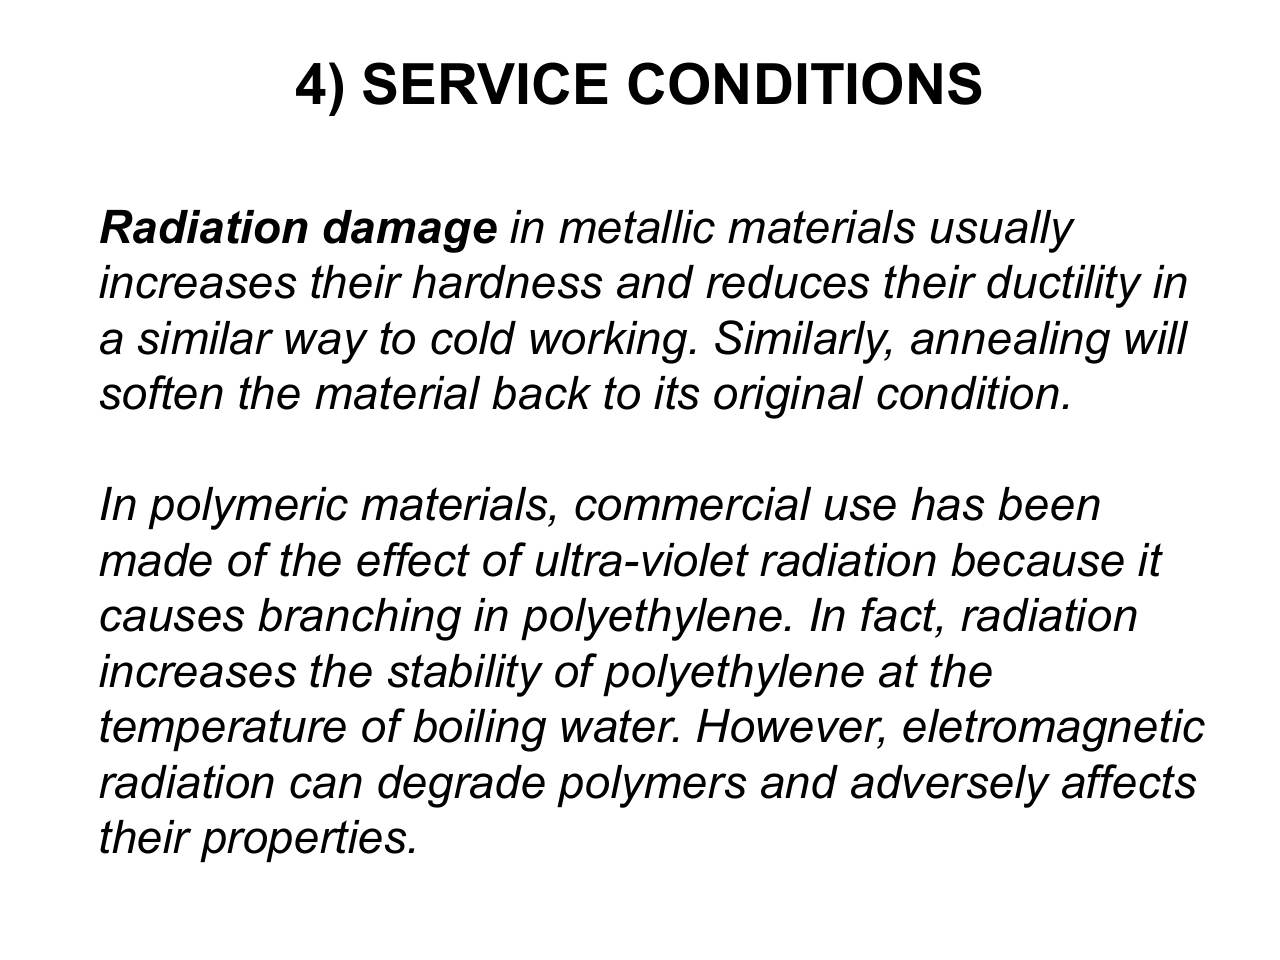 4) SERVICE CONDITIONS
Radiation damage in metallic materials usually
increases their hardness and reduces their ductility in
a similar way to cold working. Similarly, annealing will
soften the material back to its original condition.
In polymeric materials, commercial use has been
made of the effect of ultra-violet radiation because it
causes branching in polyethylene. In fact, radiation
increases the stability of polyethylene at the
temperature of boiling water. However, eletromagnetic
radiation can degrade polymers and adversely affects
their properties.